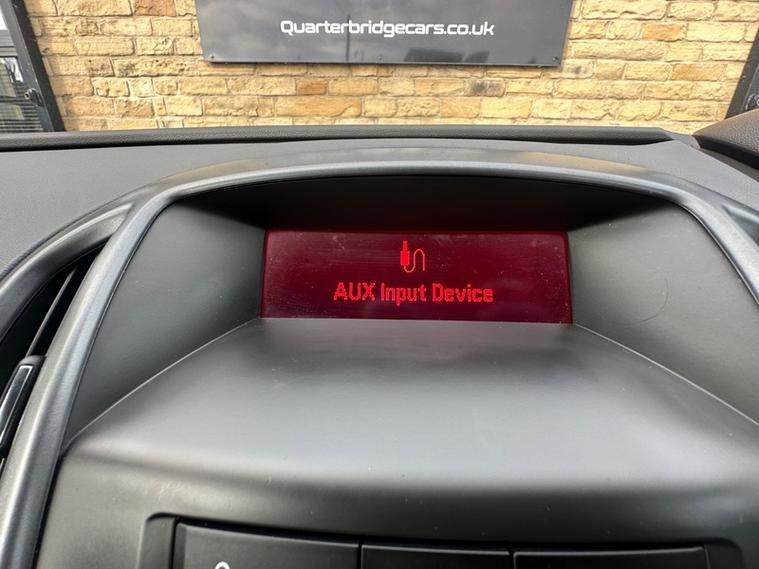 Quarterbridgecars.co.uk
AUX Input Device